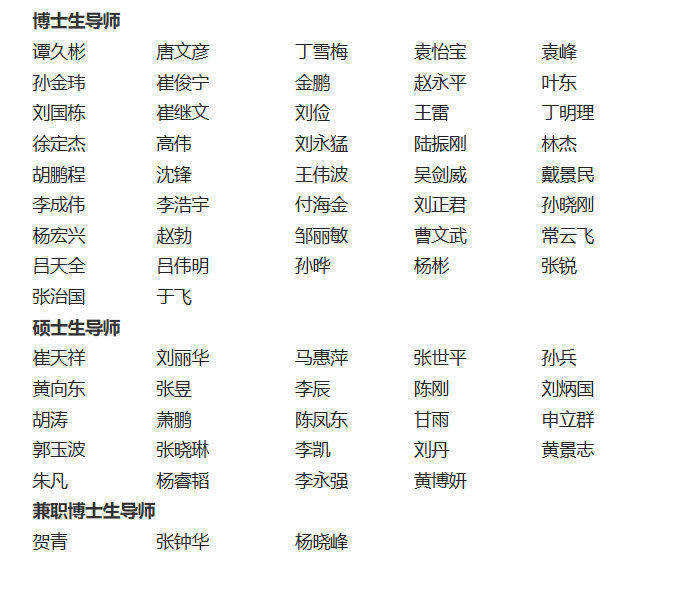 博士生导师
谭久彬 唐文彦 丁雪梅 袁怡宝 袁峰
孙金玮 崔俊宁 金鹏 赵永平 叶东
刘国栋 崔继文 刘俭 王雷 丁明理
徐定杰 高伟 刘永猛 陆振刚 林杰
胡鹏程 沈锋 王伟波 吴剑威 戴景民
李成伟 李浩宇 付海金 刘正君 孙晓刚
杨宏兴 赵勃 邹丽敏 曹文武 常云飞
吕天全 吕伟明 孙晔 杨彬 张锐
张治国 于飞
硕士生导师
崔天祥 刘丽华 马惠萍 张世平 孙兵
黄向东 张昱 李辰 陈刚 刘炳国
胡涛 萧鹏 陈凤东 甘雨 申立群
郭玉波 张晓琳 李凯 刘丹 黄景志
朱凡 杨睿韬 李永强 黄博妍
兼职博士生导师
贺青 张钟华 杨晓峰